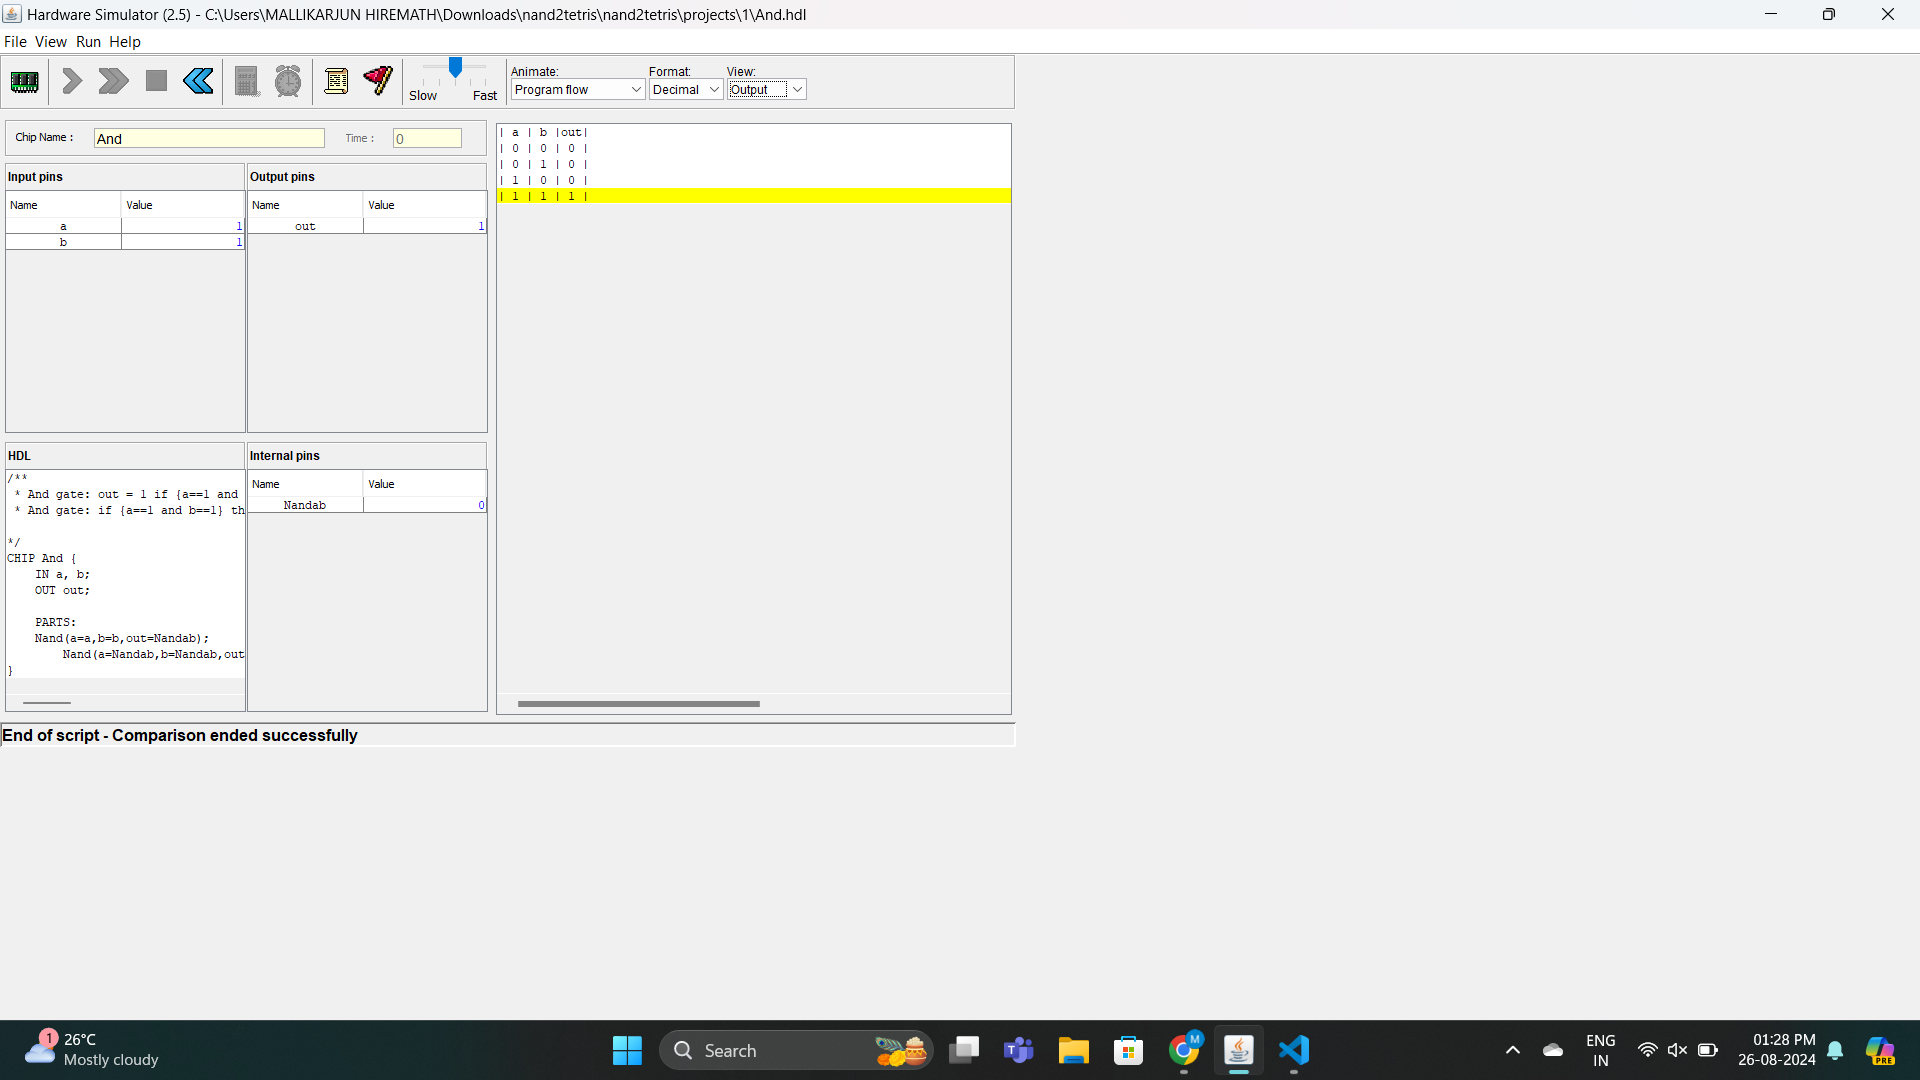 Hardware Simulator (2.5) - C:\Users\MALLIKARJUN HIREMATH\Downloads\nand2tetris\nand2tetris\projects\1\And.hdl
File View Run Help
Slow Fast
Animate:
Program flow
Format:
Decimal
View:
Output
Chip Name : And Time : 0
Input pins
Name Value
a 1
b 1
Output pins
Name Value
out 1
| a | b |out|
| 0 | 0 | 0 |
| 0 | 1 | 0 |
| 1 | 0 | 0 |
| 1 | 1 | 1 |
HDL
/**
* And gate: out = 1 if {a==1 and
* And gate: if {a==1 and b==1} th
*/
CHIP And {
IN a, b;
OUT out;
PARTS:
Nand(a=a,b=b,out=Nandab);
Nand(a=Nandab,b=Nandab,out
}
Internal pins
Name Value
Nandab 0
End of script - Comparison ended successfully
1
26°C
Mostly cloudy
Search
M
ENG
IN
01:28 PM
26-08-2024
PRE